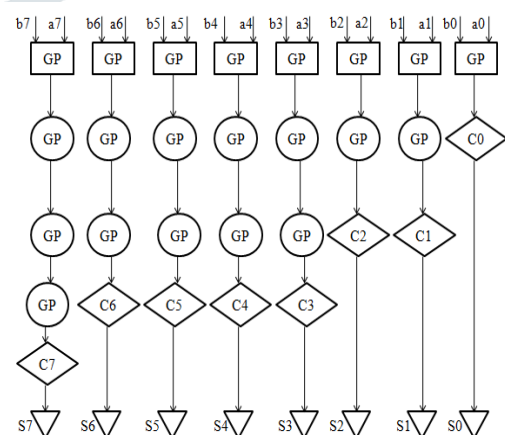 b7 a7 b6 a6 b5 a5 b4 a4 b3 a3 b2 a2 b1 a1 b0 a0
GP GP GP GP GP GP GP GP
GP GP GP GP GP GP GP C0
GP GP GP GP GP C2 C1
GP C6 C5 C4 C3
C7
S7 S6 S5 S4 S3 S2 S1 S0